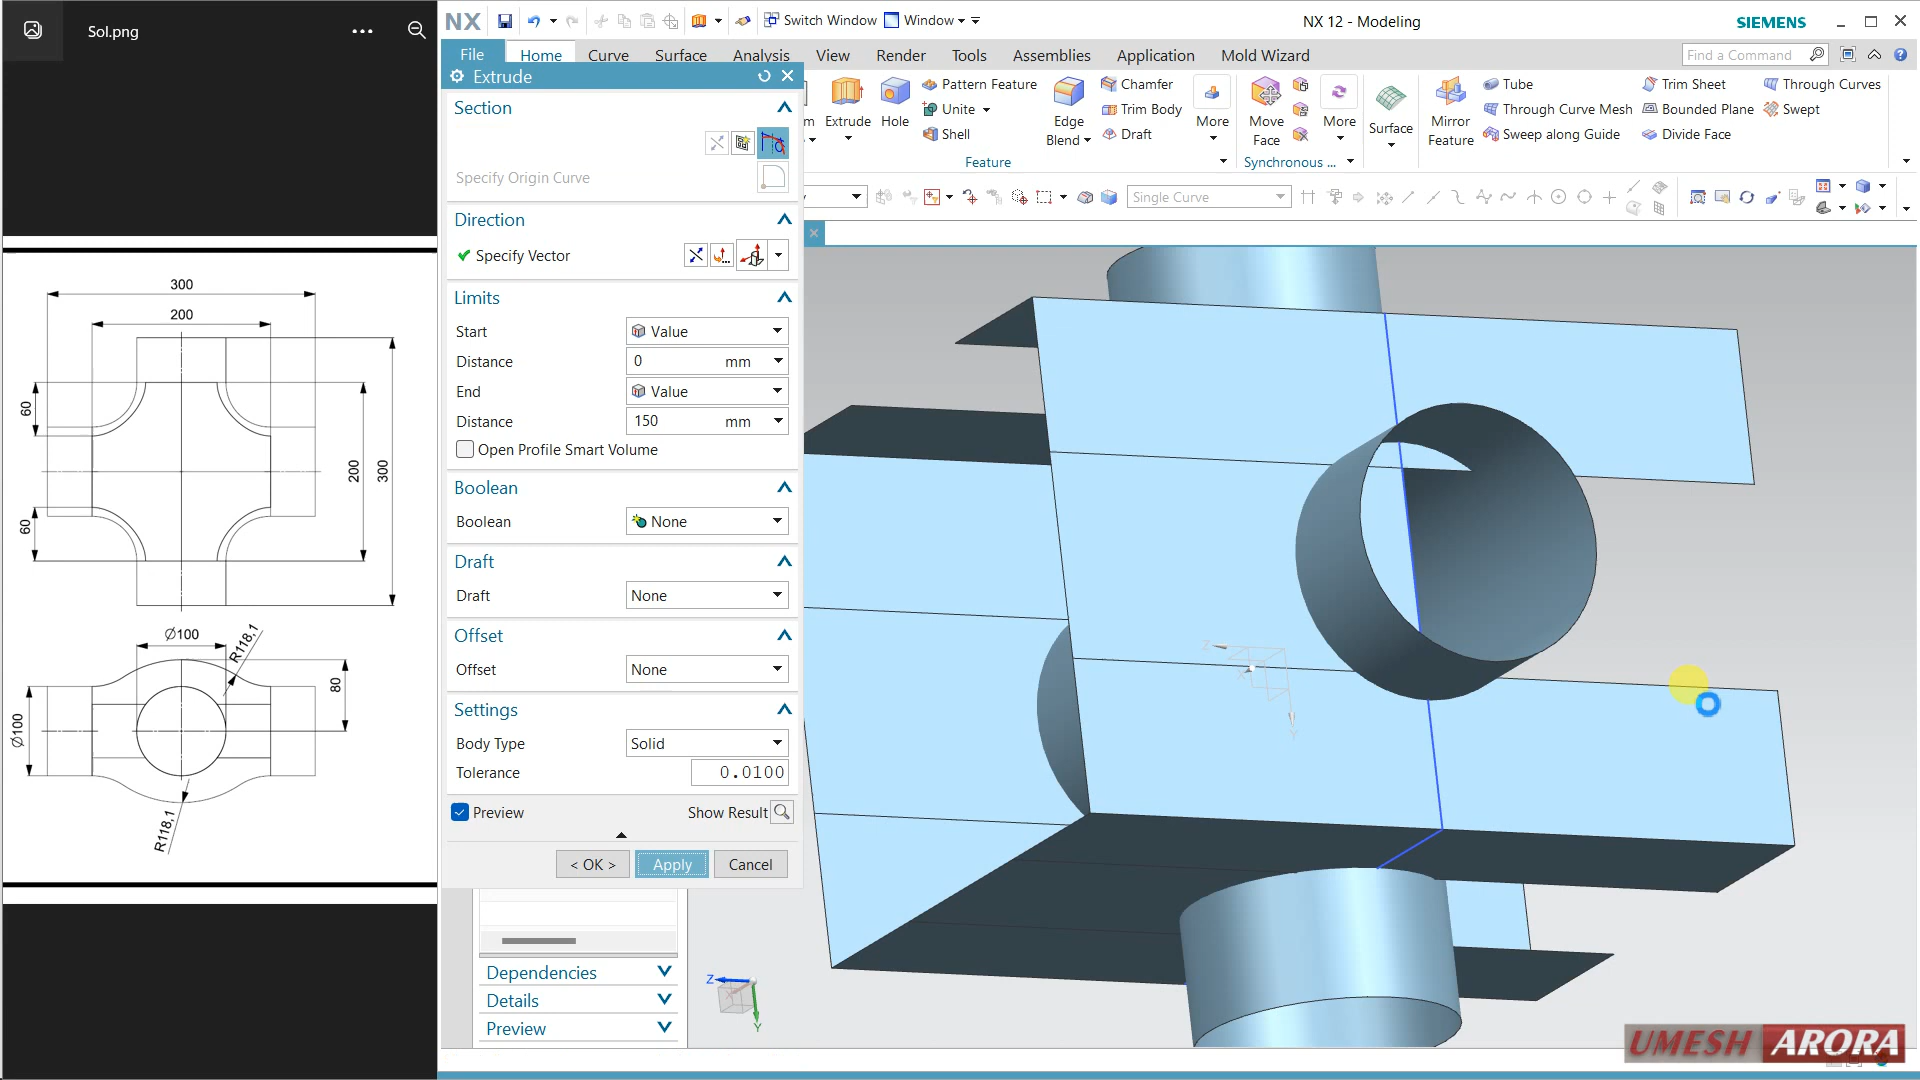 Sol.png
300
200
60
60
200
300
Ø100
R118,1
80
Ø100
R118,1
NX
Switch Window
Window
NX 12 - Modeling
SIEMENS
File
Home
Curve
Surface
Analysis
View
Render
Tools
Assemblies
Application
Mold Wizard
Find a Command
Extrude
Section
Specify Origin Curve
Direction
Specify Vector
Limits
Start
Value
Distance
0 mm
End
Value
Distance
150 mm
Open Profile Smart Volume
Boolean
Boolean
None
Draft
Draft
None
Offset
Offset
None
Settings
Body Type
Solid
Tolerance
0.0100
Preview
Show Result
< OK >
Apply
Cancel
Dependencies
Details
Preview
Extrude
Hole
Pattern Feature
Unite
Shell
Edge
Blend
Chamfer
Trim Body
Draft
More
Feature
Move
Face
More
Synchronous ...
Surface
Mirror
Feature
Tube
Through Curve Mesh
Sweep along Guide
Trim Sheet
Bounded Plane
Divide Face
Through Curves
Swept
Single Curve
Z
X
Y
Z
X
Y
UMESH ARORA